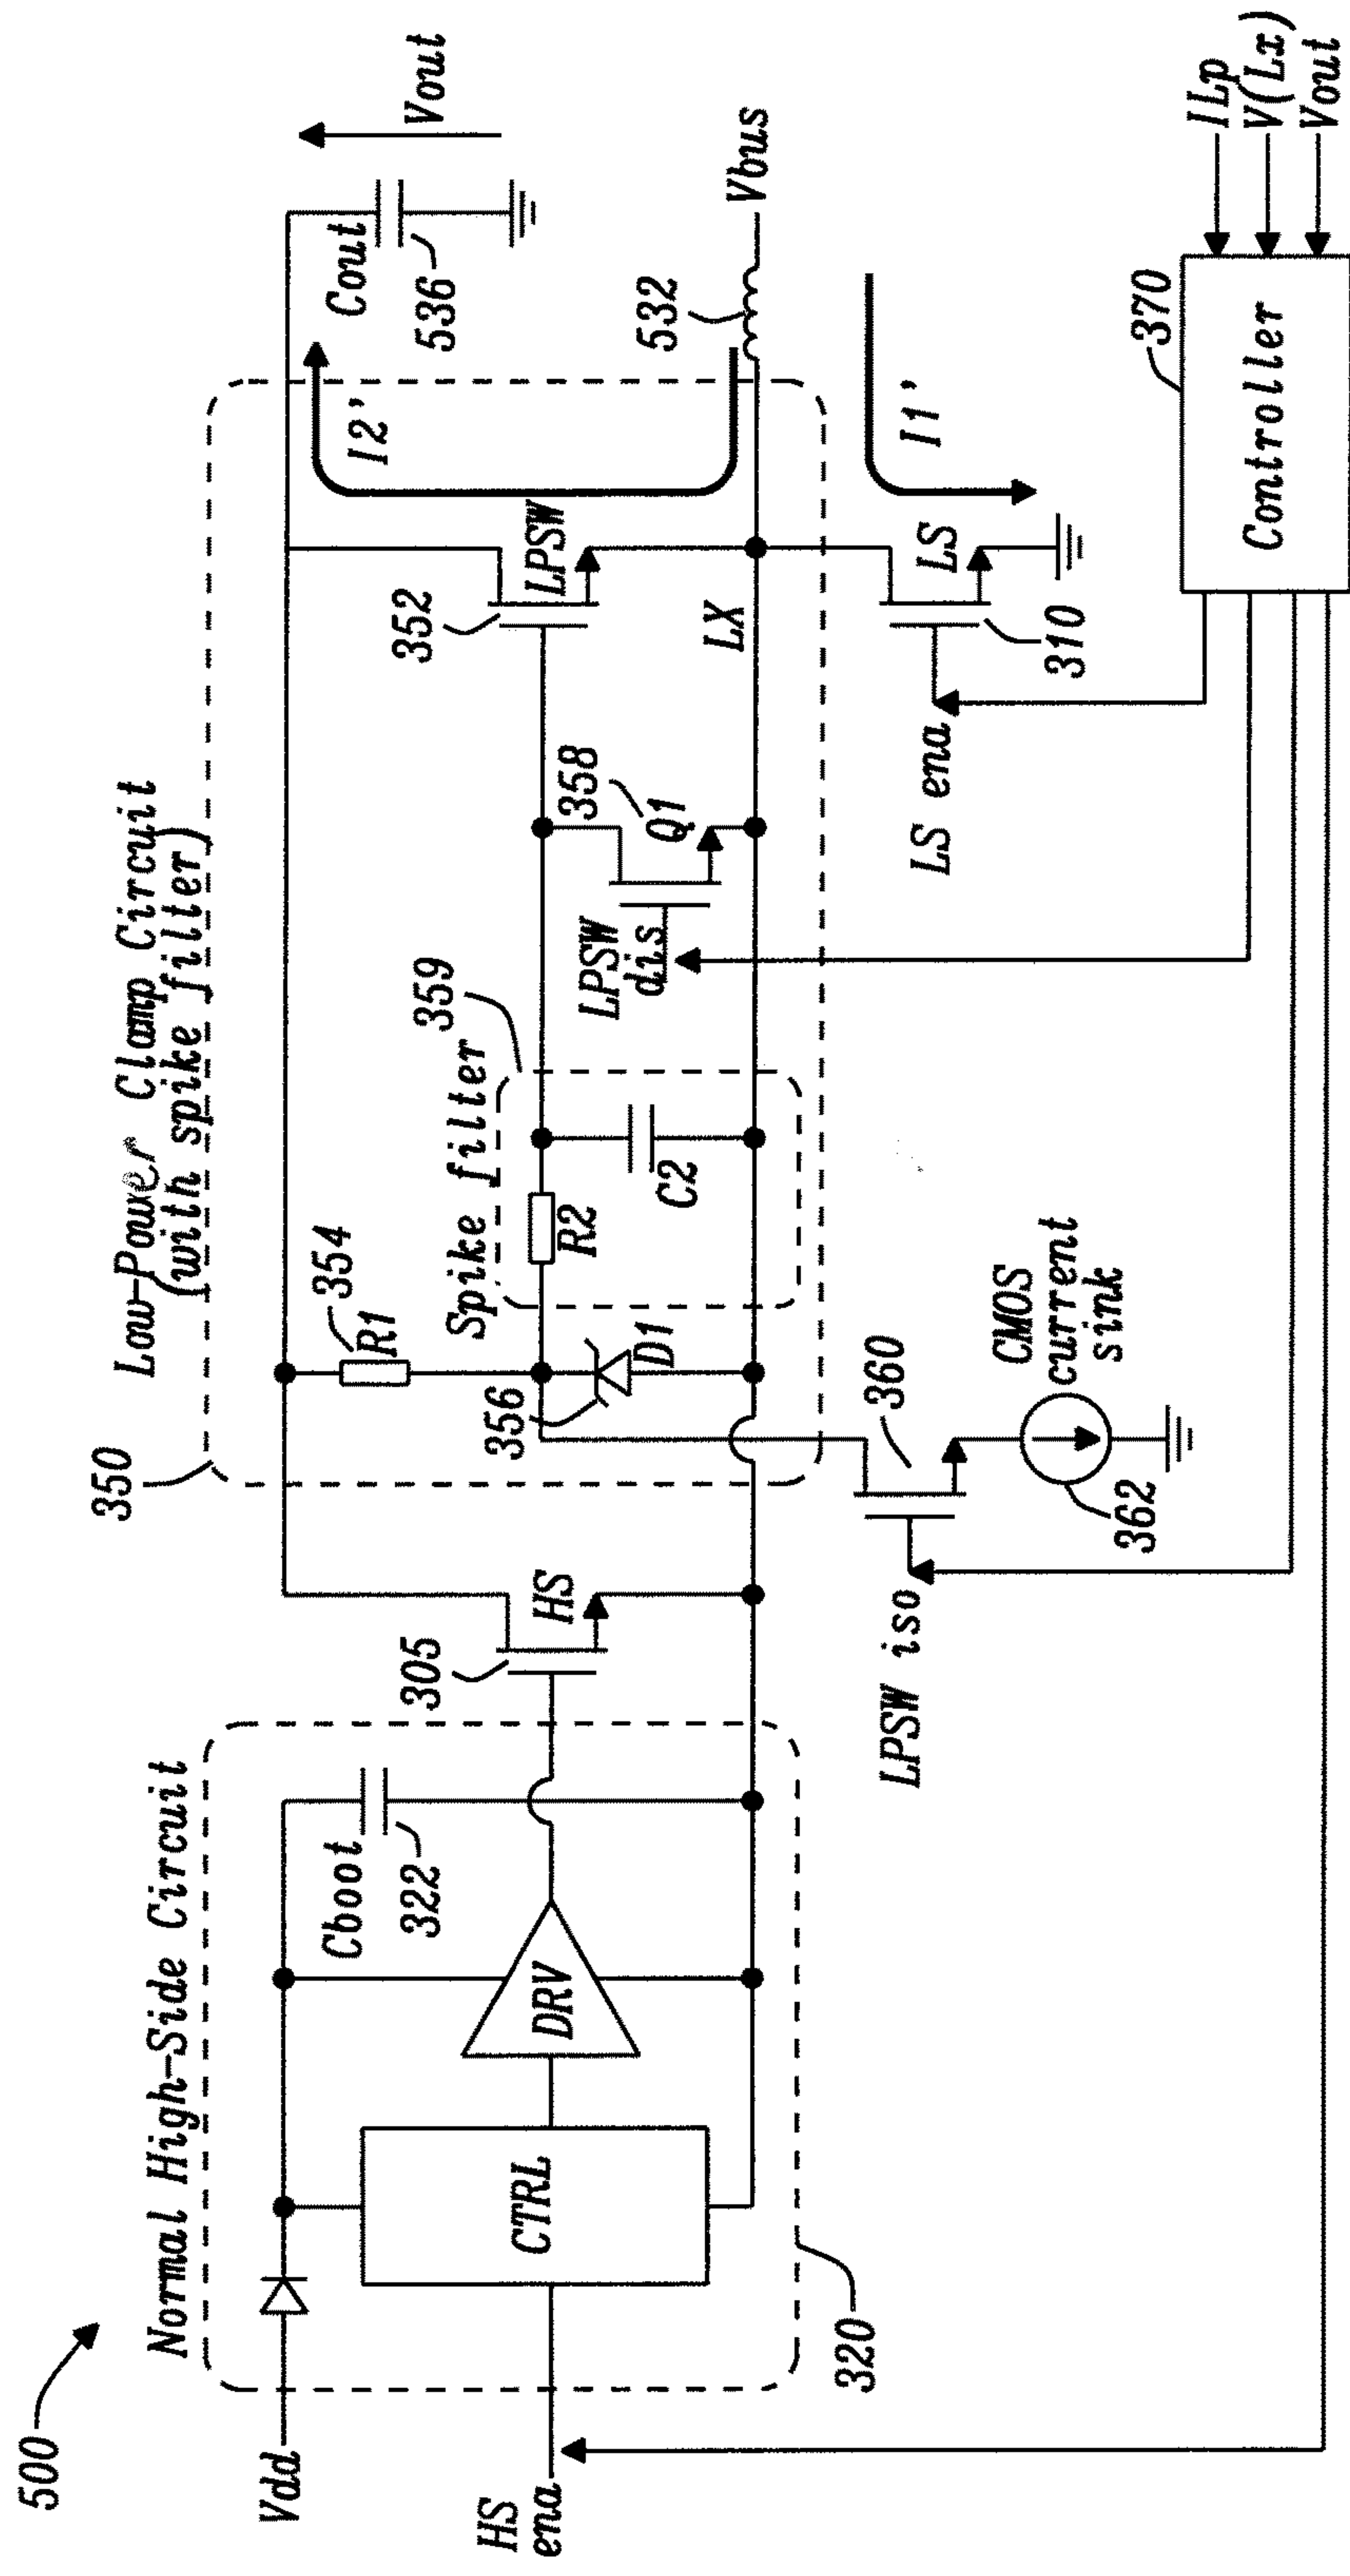 500
Normal High-Side Circuit
Vdd
HS
ena
CTRL
DRV
Cboot
322
320
305
HS
350
Low-Power Clamp Circuit
(with spike filter)
354
R1
356
D1
Spike filter
359
R2
C2
LPSW
dis
358
Q1
352
LPSW
LX
I2'
Cout
536
Vout
532
Vbus
I1'
LS
310
LS ena
360
LPSW iso
362
CMOS
current
sink
370
Controller
ILp
V(Lx)
Vout